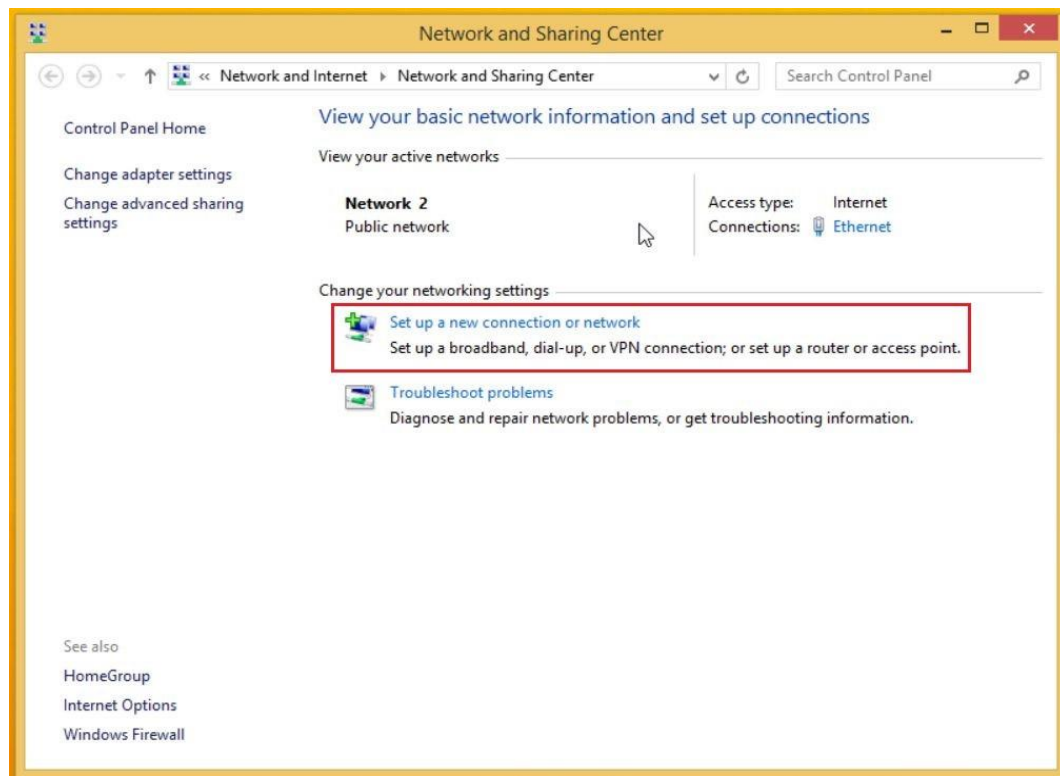 Network and Sharing Center
« Network and Internet ▸ Network and Sharing Center
Search Control Panel
Control Panel Home
Change adapter settings
Change advanced sharing
settings
View your basic network information and set up connections
View your active networks
Network 2
Public network
Access type: Internet
Connections: Ethernet
Change your networking settings
Set up a new connection or network
Set up a broadband, dial-up, or VPN connection; or set up a router or access point.
Troubleshoot problems
Diagnose and repair network problems, or get troubleshooting information.
See also
HomeGroup
Internet Options
Windows Firewall